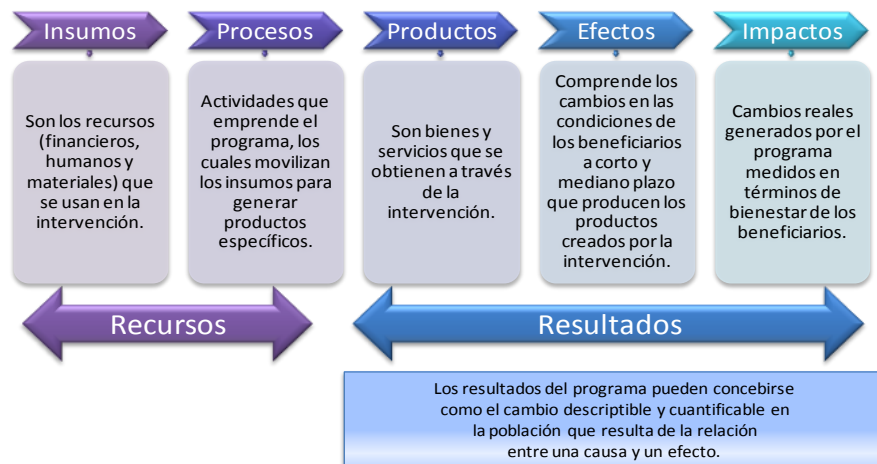 Insumos
Son los recursos
(financieros,
humanos y
materiales) que
se usan en la
intervención.
Procesos
Actividades que
emprende el
programa, los
cuales movilizan
los insumos para
generar
productos
específicos.
Productos
Son bienes y
servicios que se
obtienen a través
de la
intervención.
Efectos
Comprende los
cambios en las
condiciones de
los beneficiarios
a corto y
mediano plazo
que producen los
productos
creados por la
intervención.
Impactos
Cambios reales
generados por el
programa
medidos en
términos de
bienestar de los
beneficiarios.
Recursos
Resultados
Los resultados del programa pueden concebirse
como el cambio descriptible y cuantificable en
la población que resulta de la relación
entre una causa y un efecto.